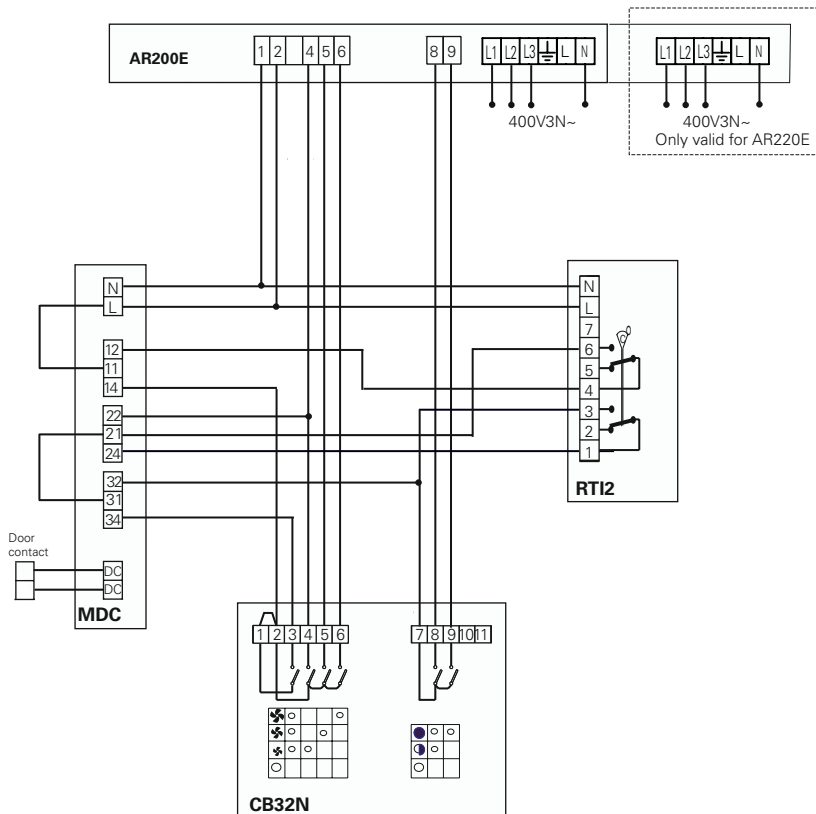 AR200E
1 2 4 5 6
8 9
L1 L2 L3 L N
L1 L2 L3 L N
400V3N~
400V3N~
Only valid for AR220E
N
L
12
11
14
22
21
24
32
31
34
DC
DC
MDC
Door
contact
N
L
7
6
5
4
3
2
1
RTI2
1 2 3 4 5 6
7 8 9 10 11
CB32N